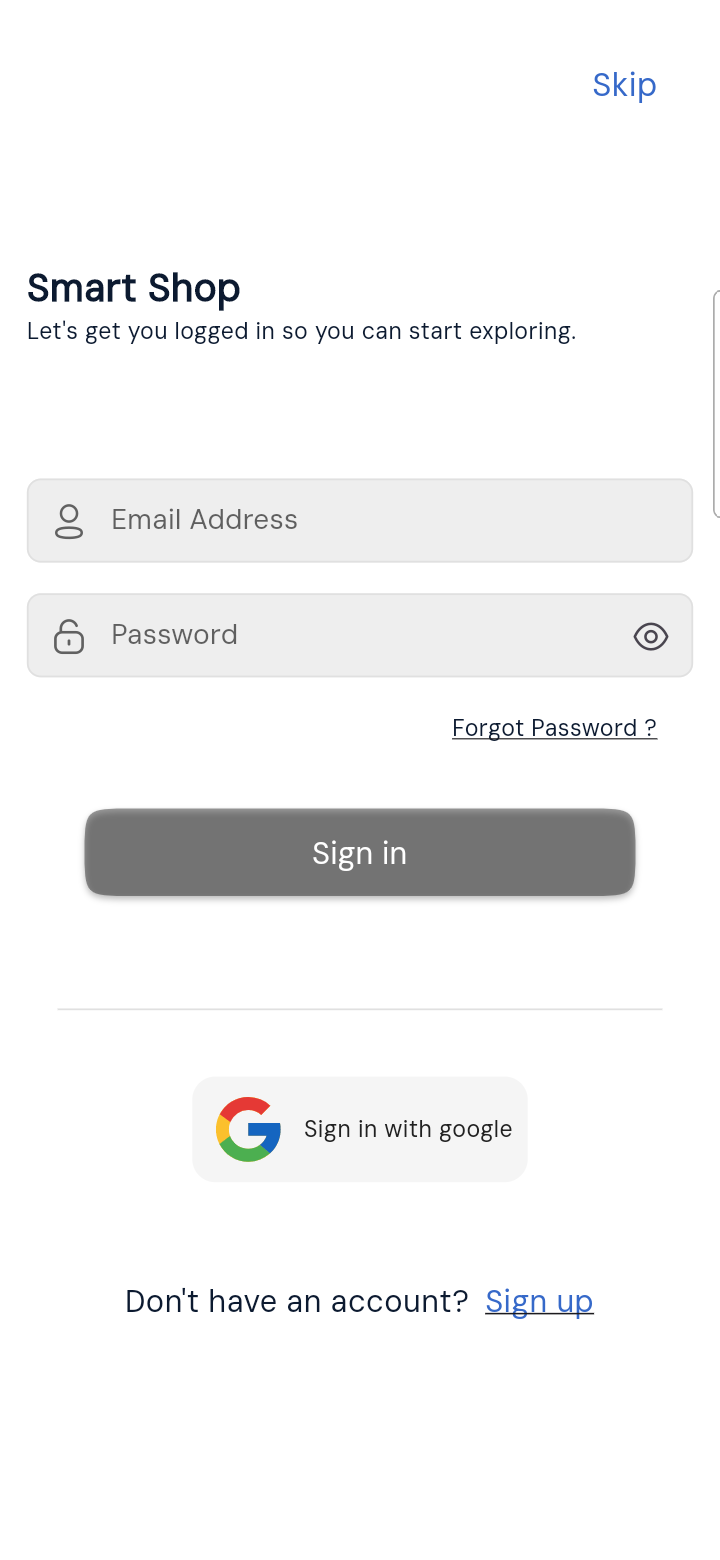 Skip
Smart Shop
Let's get you logged in so you can start exploring.
Email Address
Password
Forgot Password ?
Sign in
Sign in with google
Don't have an account? Sign up